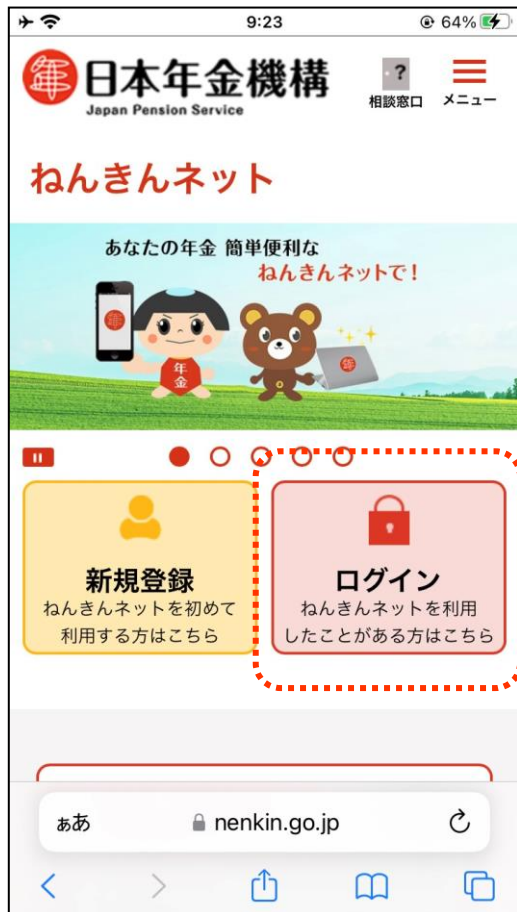 9:23
64%
年
日本年金機構
Japan Pension Service
?
相談窓口
メニュー
ねんきんネット
あなたの年金 簡単便利な
ねんきんネットで!
年
年
金
年
新規登録
ねんきんネットを初めて
利用する方はこちら
ログイン
ねんきんネットを利用
したことがある方はこちら
ぁあ
nenkin.go.jp